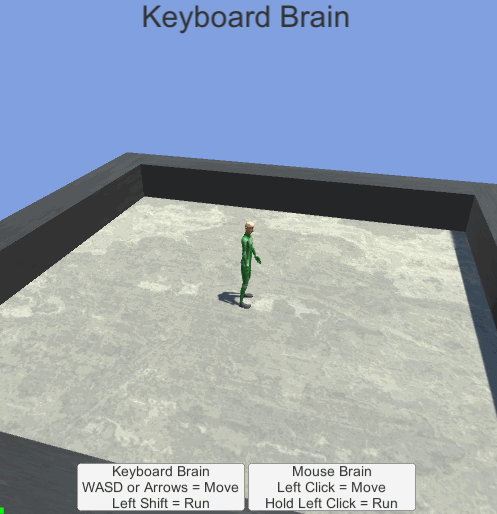 Keyboard Brain
Keyboard Brain
WASD or Arrows = Move
Left Shift = Run
Mouse Brain
Left Click = Move
Hold Left Click = Run